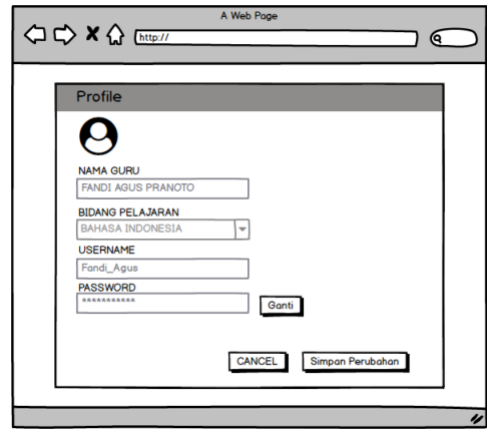 A Web Page
http://
Profile
NAMA GURU
FANDI AGUS PRANOTO
BIDANG PELAJARAN
BAHASA INDONESIA
USERNAME
Fandi_Agus
PASSWORD
***********
Ganti
CANCEL
Simpan Perubahan